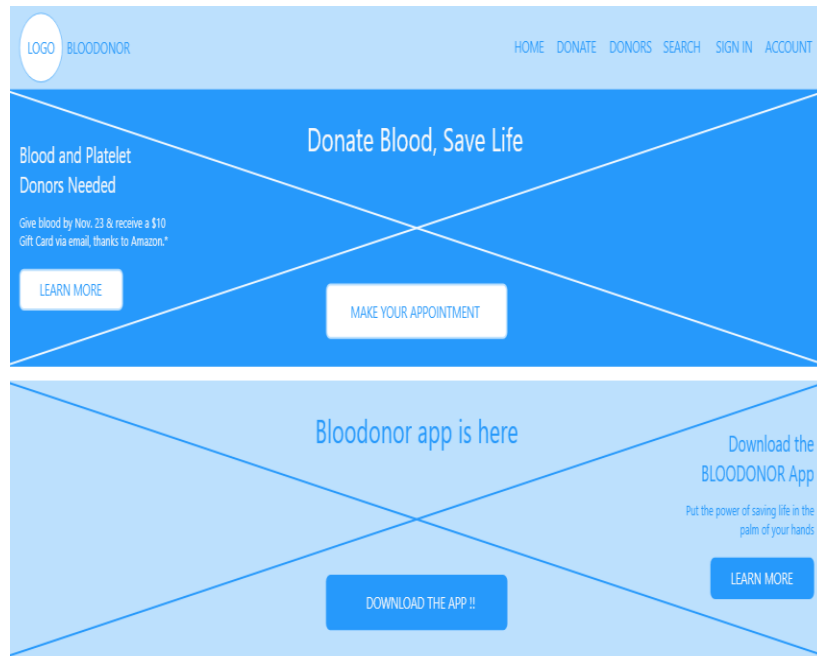 LOGO BLOODONOR
HOME DONATE DONORS SEARCH SIGN IN ACCOUNT
Donate Blood, Save Life
Blood and Platelet
Donors Needed
Give blood by Nov. 23 & receive a $10
Gift Card via email, thanks to Amazon.*
LEARN MORE
MAKE YOUR APPOINTMENT
Bloodonor app is here
Download the
BLOODONOR App
Put the power of saving life in the
palm of your hands
LEARN MORE
DOWNLOAD THE APP !!